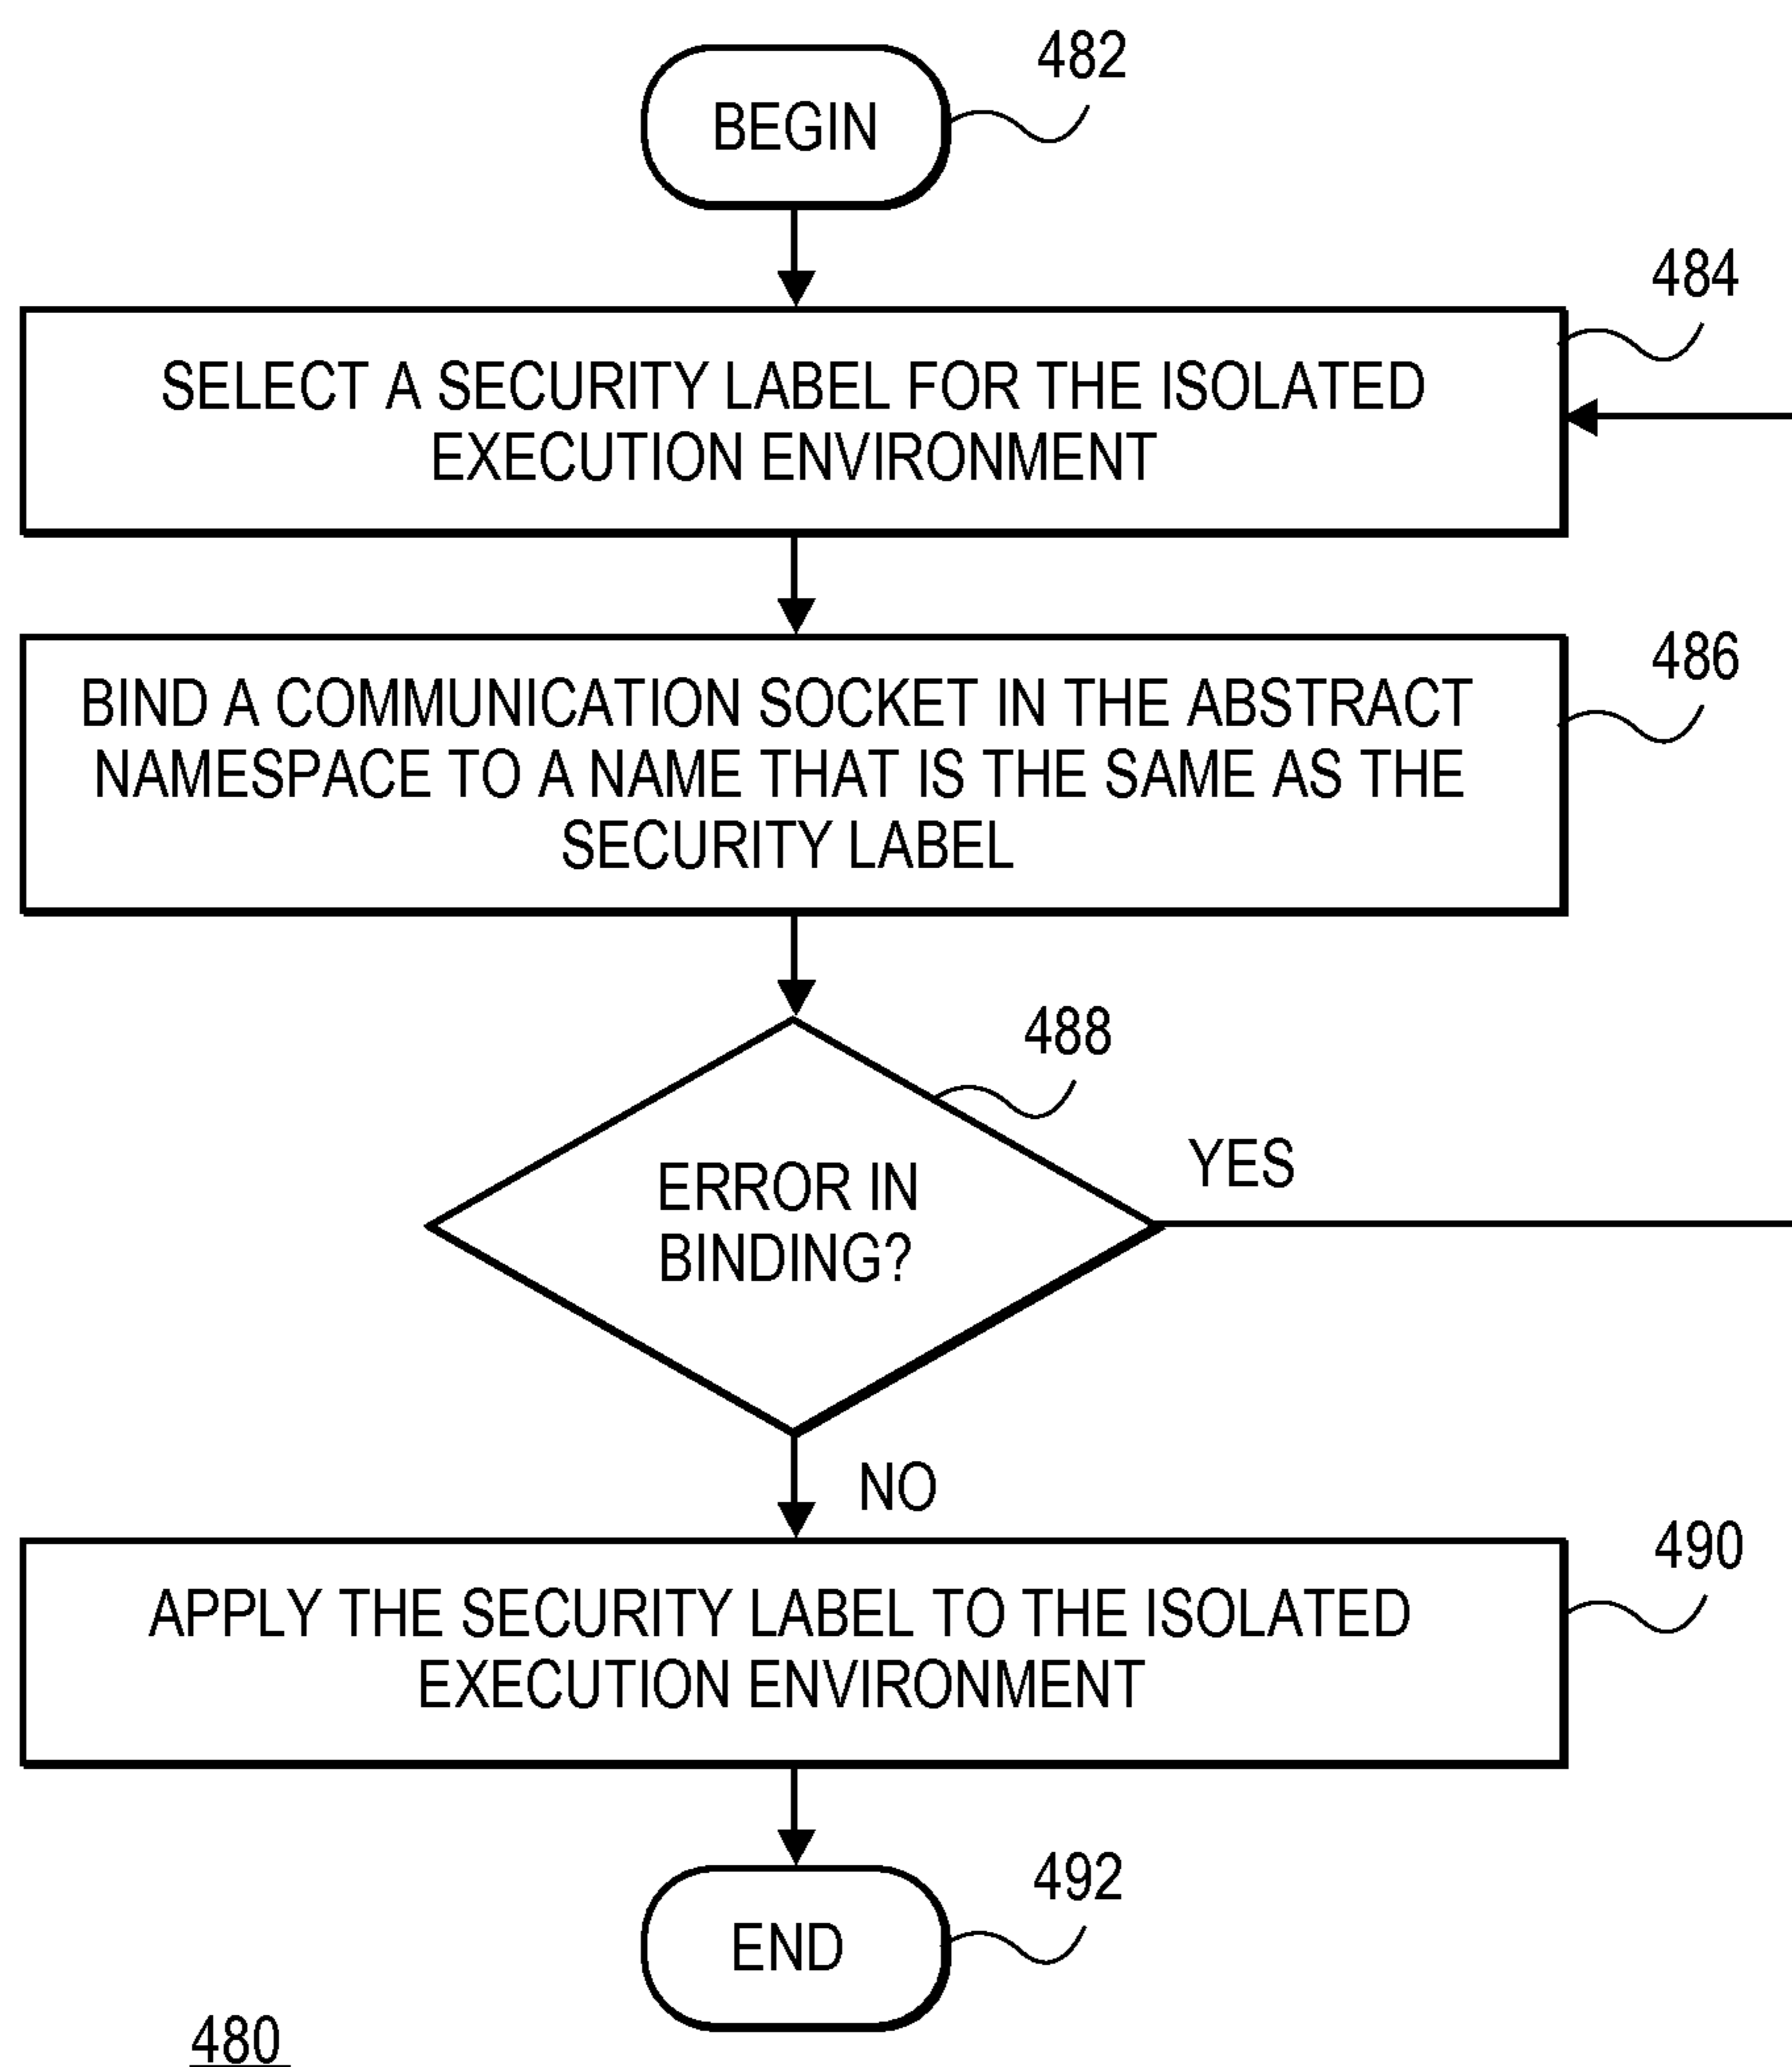 482
BEGIN
484
SELECT A SECURITY LABEL FOR THE ISOLATED
EXECUTION ENVIRONMENT
486
BIND A COMMUNICATION SOCKET IN THE ABSTRACT
NAMESPACE TO A NAME THAT IS THE SAME AS THE
SECURITY LABEL
488
ERROR IN
BINDING?
YES
NO
490
APPLY THE SECURITY LABEL TO THE ISOLATED
EXECUTION ENVIRONMENT
492
END
480